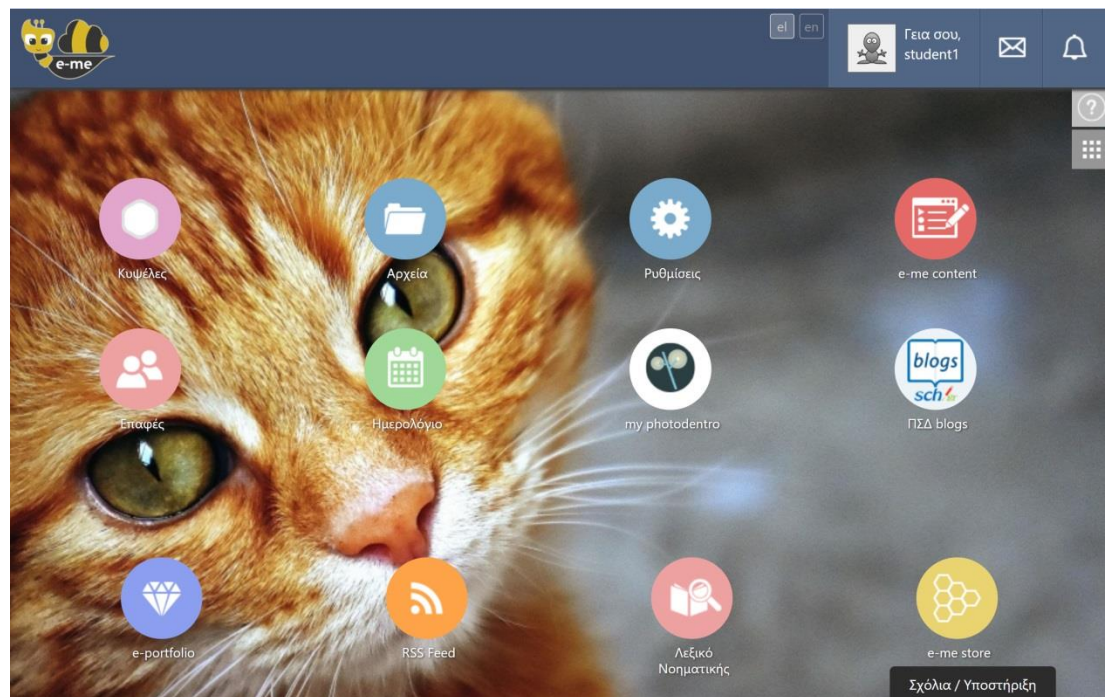 e-me
el en
Γεια σου,
student1
?
Κυψέλες
Αρχεία
Ρυθμίσεις
e-me content
Επαφές
Ημερολόγιο
my photodentro
blogs
sch
ΠΣΔ blogs
e-portfolio
RSS Feed
Λεξικό
Νοηματικής
e-me store
Σχόλια / Υποστήριξη